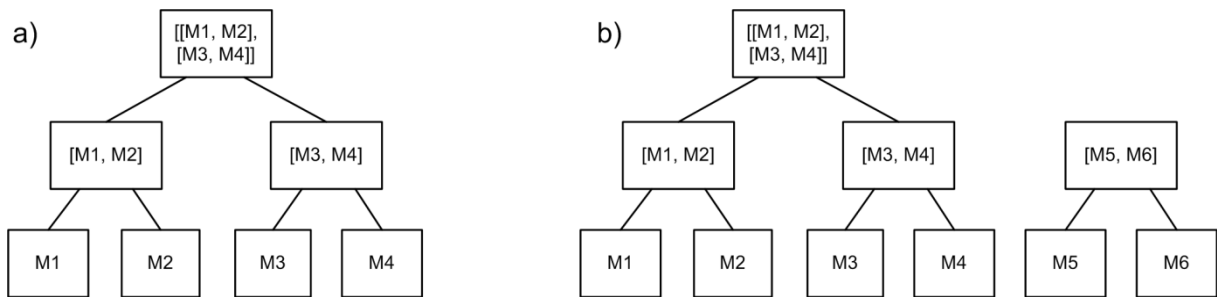 a)
[[M1, M2],
[M3, M4]]
[M1, M2]
[M3, M4]
M1
M2
M3
M4
b)
[[M1, M2],
[M3, M4]]
[M1, M2]
[M3, M4]
[M5, M6]
M1
M2
M3
M4
M5
M6